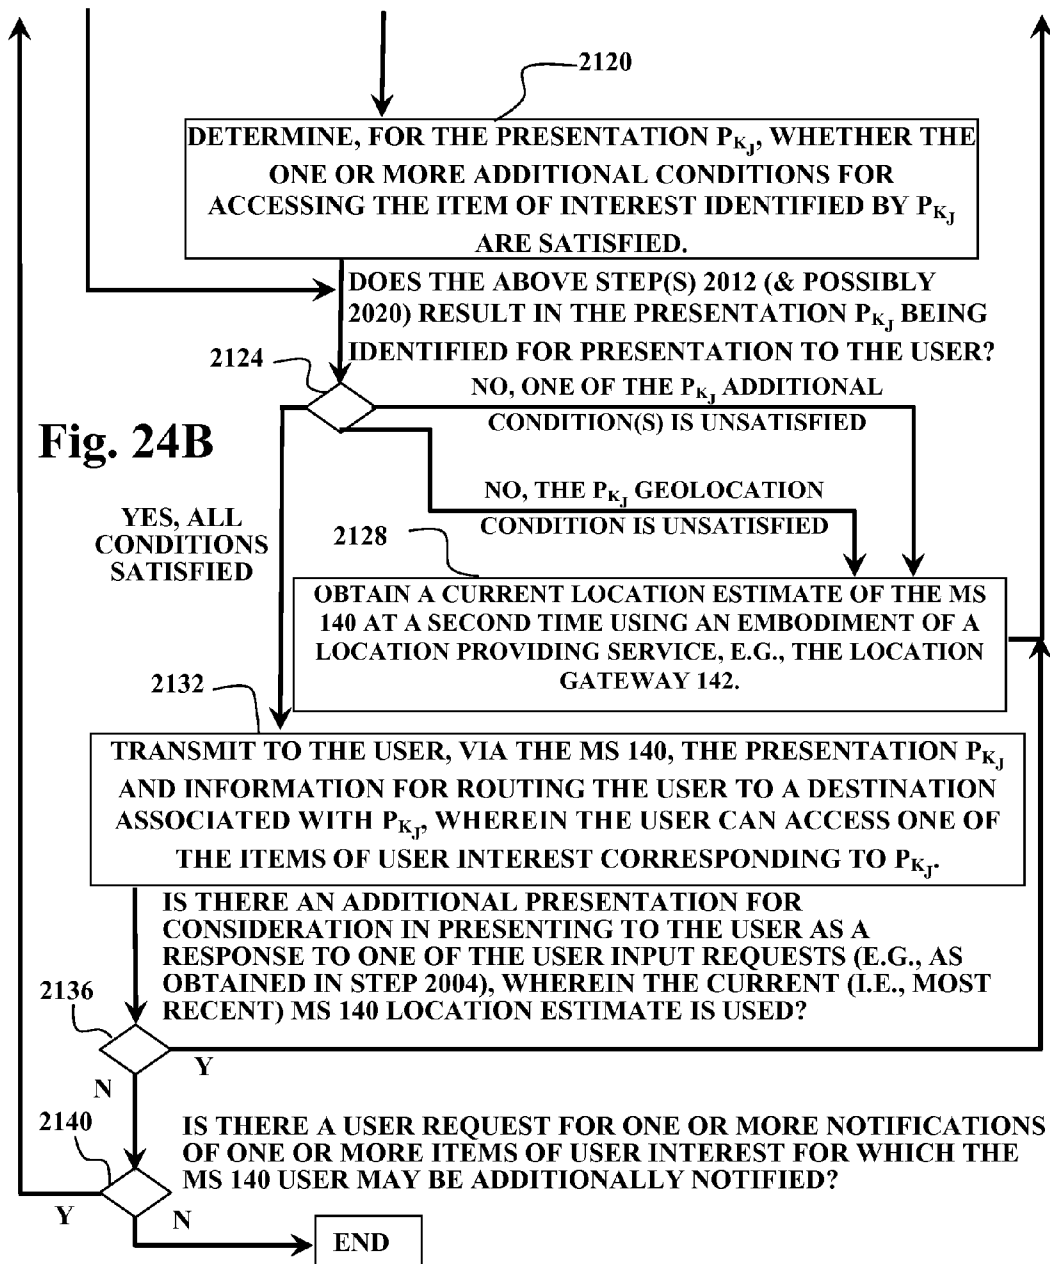 2120
DETERMINE, FOR THE PRESENTATION PKJ, WHETHER THE
ONE OR MORE ADDITIONAL CONDITIONS FOR
ACCESSING THE ITEM OF INTEREST IDENTIFIED BY PKJ
ARE SATISFIED.
DOES THE ABOVE STEP(S) 2012 (& POSSIBLY
2020) RESULT IN THE PRESENTATION PKJ BEING
IDENTIFIED FOR PRESENTATION TO THE USER?
2124
NO, ONE OF THE PKJ ADDITIONAL
CONDITION(S) IS UNSATISFIED
Fig. 24B
NO, THE PKJ GEOLOCATION
CONDITION IS UNSATISFIED
YES, ALL
CONDITIONS
SATISFIED
2128
OBTAIN A CURRENT LOCATION ESTIMATE OF THE MS
140 AT A SECOND TIME USING AN EMBODIMENT OF A
LOCATION PROVIDING SERVICE, E.G., THE LOCATION
GATEWAY 142.
2132
TRANSMIT TO THE USER, VIA THE MS 140, THE PRESENTATION PKJ
AND INFORMATION FOR ROUTING THE USER TO A DESTINATION
ASSOCIATED WITH PKJ, WHEREIN THE USER CAN ACCESS ONE OF
THE ITEMS OF USER INTEREST CORRESPONDING TO PKJ.
IS THERE AN ADDITIONAL PRESENTATION FOR
CONSIDERATION IN PRESENTING TO THE USER AS A
RESPONSE TO ONE OF THE USER INPUT REQUESTS (E.G., AS
OBTAINED IN STEP 2004), WHEREIN THE CURRENT (I.E., MOST
RECENT) MS 140 LOCATION ESTIMATE IS USED?
2136
Y
N
2140
IS THERE A USER REQUEST FOR ONE OR MORE NOTIFICATIONS
OF ONE OR MORE ITEMS OF USER INTEREST FOR WHICH THE
MS 140 USER MAY BE ADDITIONALLY NOTIFIED?
Y
N
END